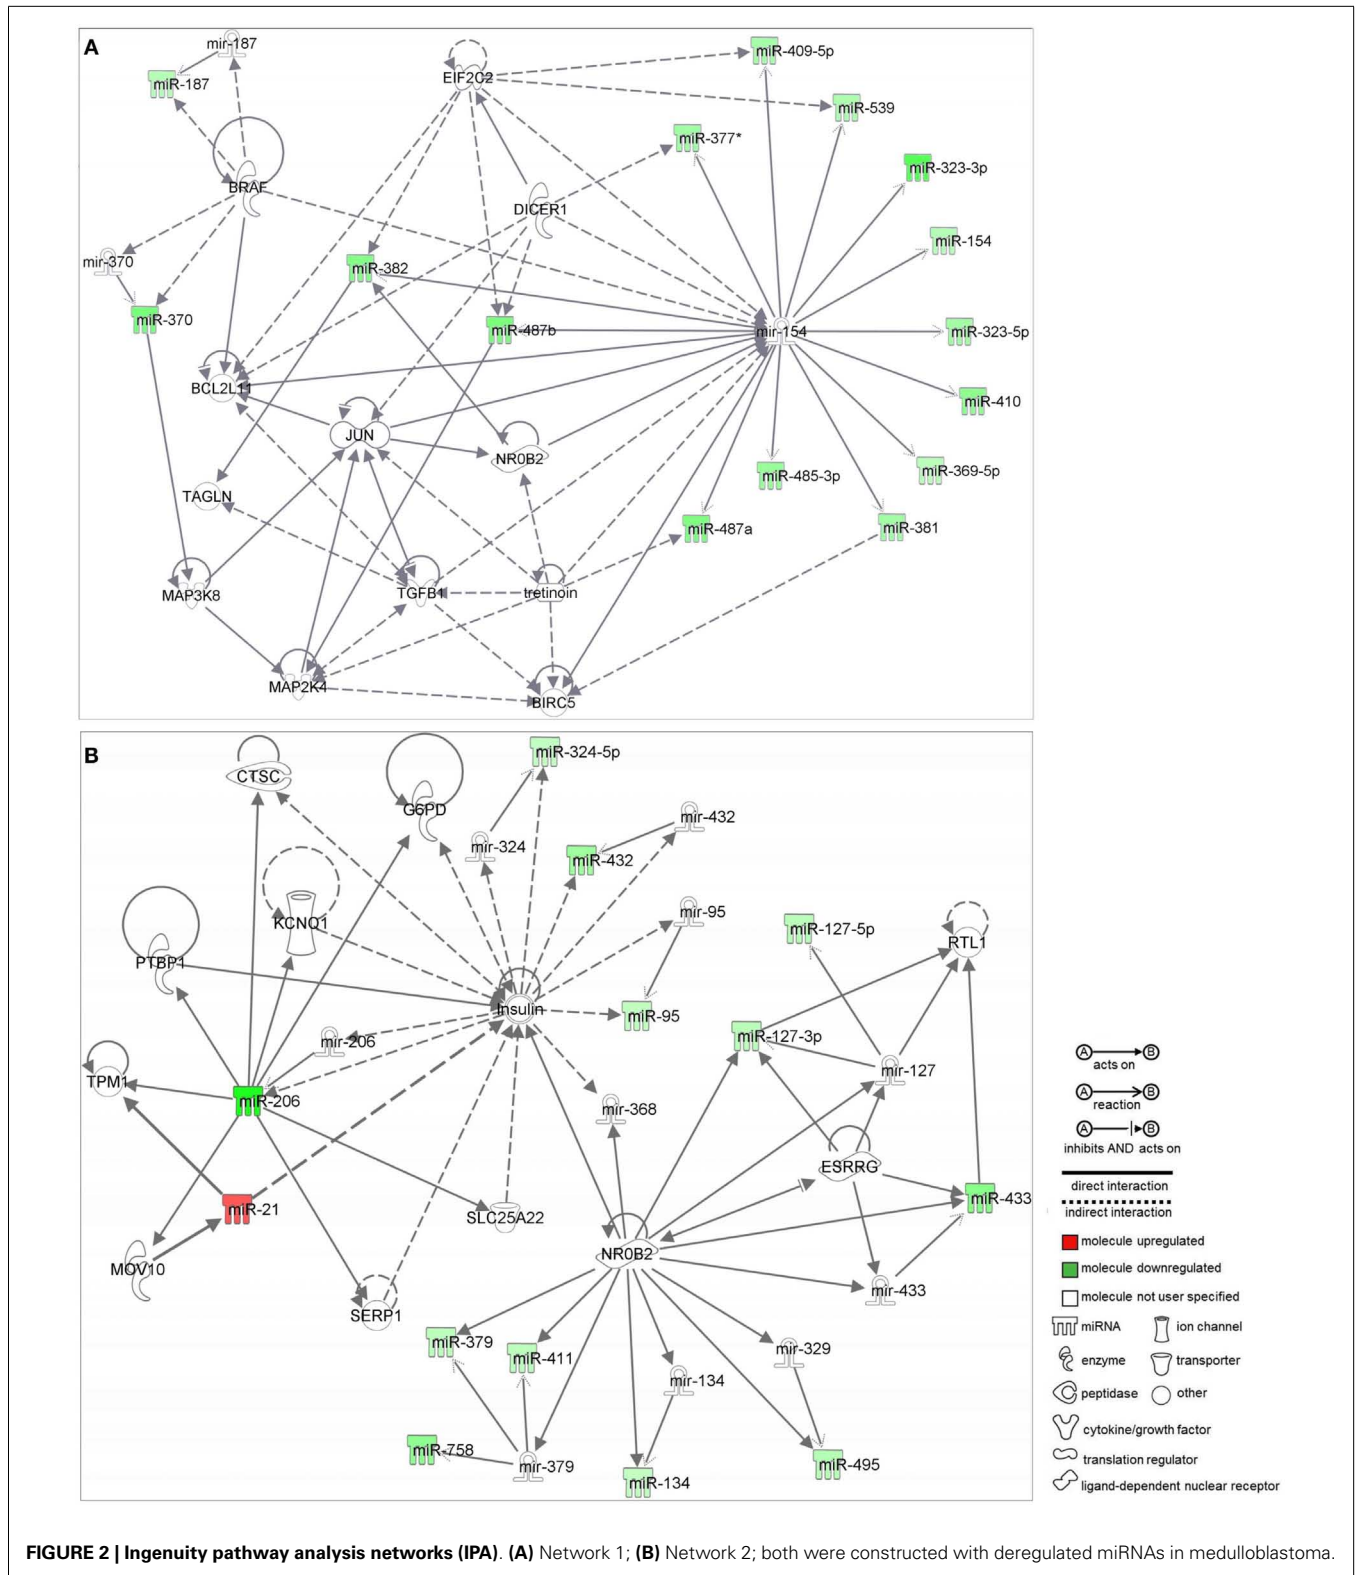 A
mir-187
miR-187
EIF2C2
miR-409-5p
miR-539
miR-377*
miR-323-3p
BRAF
DICER1
miR-154
mir-370
miR-382
miR-370
miR-487b
mir-154
miR-323-5p
BCL2L11
miR-410
JUN
NR0B2
miR-485-3p
miR-369-5p
TAGLN
miR-487a
miR-381
MAP3K8
TGFB1
tretinoin
MAP2K4
BIRC5
B
CTSC
G6PD
miR-324-5p
mir-324
mir-432
miR-432
KCNQ1
mir-95
miR-127-5p
RTL1
PTBP1
Insulin
miR-95
miR-127-3p
mir-206
mir-127
TPM1
miR-206
mir-368
ESRRG
miR-433
miR-21
SLC25A22
MOV10
NR0B2
mir-433
SERP1
miR-379
miR-411
mir-329
mir-134
miR-758
mir-379
miR-134
miR-495
A B
acts on
A B
reaction
A B
inhibits AND acts on
direct interaction
indirect interaction
molecule upregulated
molecule downregulated
molecule not user specified
miRNA ion channel
enzyme transporter
peptidase other
cytokine/growth factor
translation regulator
ligand-dependent nuclear receptor
FIGURE 2 | Ingenuity pathway analysis networks (IPA). (A) Network 1; (B) Network 2; both were constructed with deregulated miRNAs in medulloblastoma.